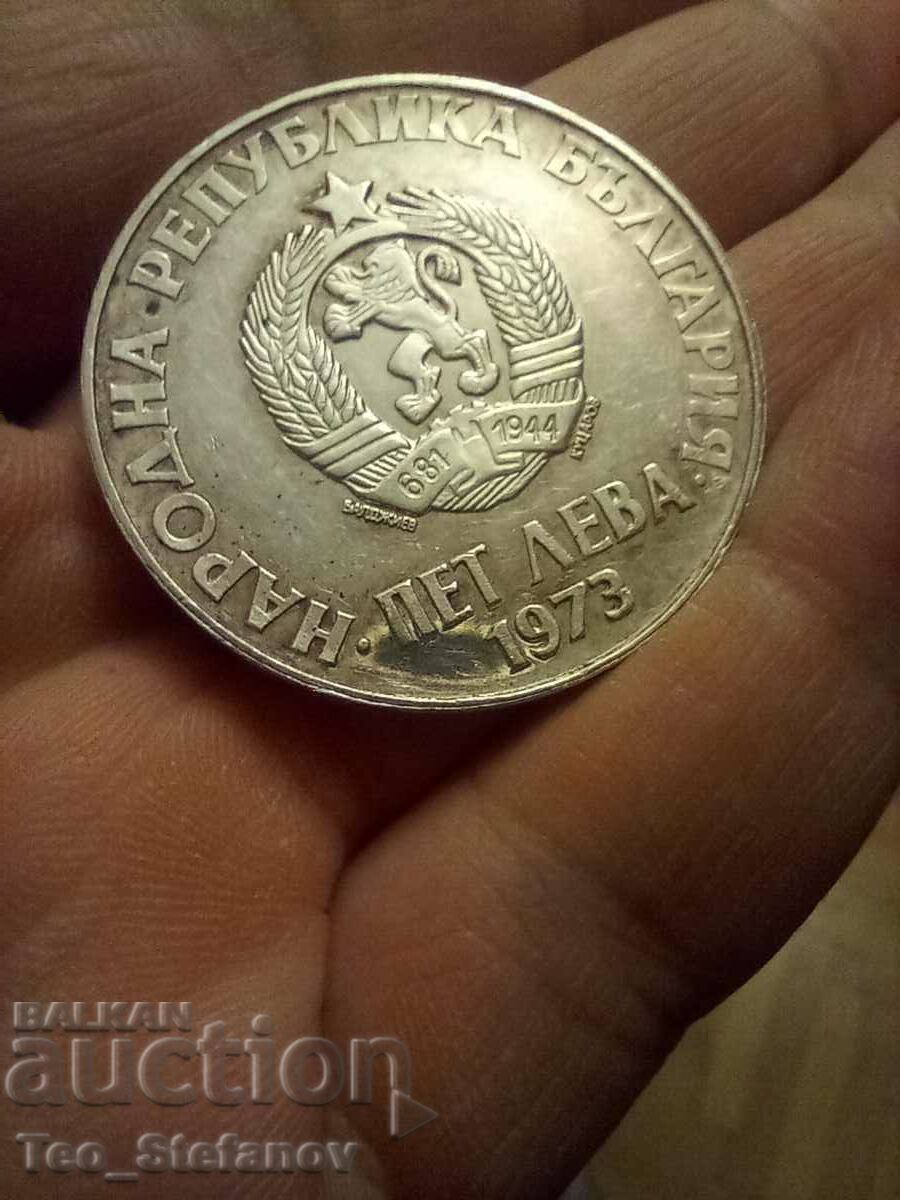 НАРОДНА·РЕПУБЛИКА БЪЛГАРИЯ
681 1944
·ПЕТ ЛЕВА·
1973
BALKAN
auction
Teo_Stefanov